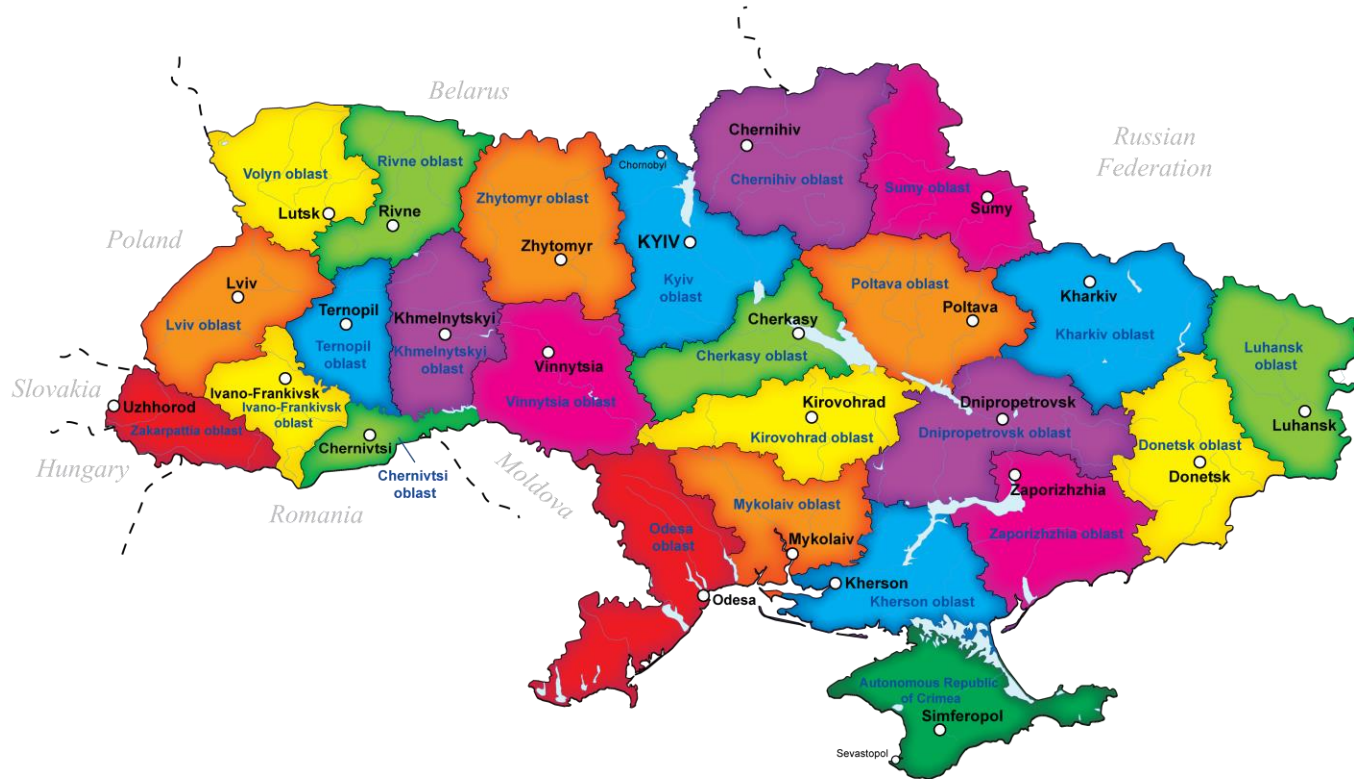 Belarus
Russian
Federation
Poland
Slovakia
Hungary
Romania
Moldova
Volyn oblast
Lutsk
Rivne oblast
Rivne
Zhytomyr oblast
Zhytomyr
Chornobyl
KYIV
Kyiv
oblast
Chernihiv
Chernihiv oblast
Sumy oblast
Sumy
Lviv
Lviv oblast
Ternopil
Ternopil
oblast
Khmelnytskyi
Khmelnytskyi
oblast
Vinnytsia
Vinnytsia oblast
Cherkasy
Cherkasy oblast
Poltava oblast
Poltava
Kharkiv
Kharkiv oblast
Luhansk
oblast
Luhansk
Uzhhorod
Zakarpattia oblast
Ivano-Frankivsk
Ivano-Frankivsk
oblast
Chernivtsi
Chernivtsi
oblast
Kirovohrad
Kirovohrad oblast
Dnipropetrovsk
Dnipropetrovsk oblast
Donetsk oblast
Donetsk
Zaporizhzhia
Zaporizhzhia oblast
Mykolaiv oblast
Mykolaiv
Odesa
oblast
Odesa
Kherson
Kherson oblast
Autonomous Republic
of Crimea
Simferopol
Sevastopol